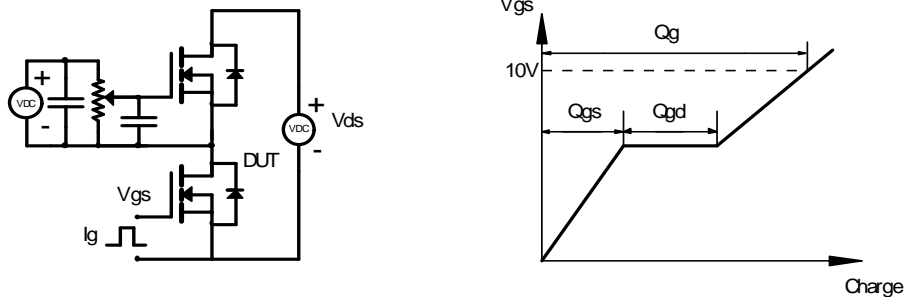 +
VDC
-
+
VDC
-
Vds
DUT
Vgs
Ig
Vgs
Qg
10V
Qgs
Qgd
Charge